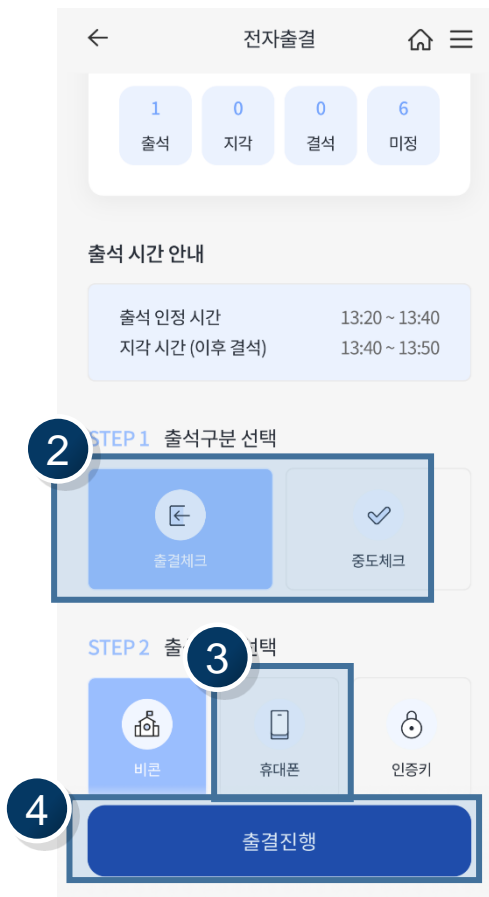 전자출결
1 0 0 6
출석 지각 결석 미정
출석 시간 안내
출석 인정 시간 13:20 ~ 13:40
지각 시간 (이후 결석) 13:40 ~ 13:50
2
STEP 1 출석구분 선택
출결체크 중도체크
3
STEP 2 선택
비콘 휴대폰 인증키
4
출결진행